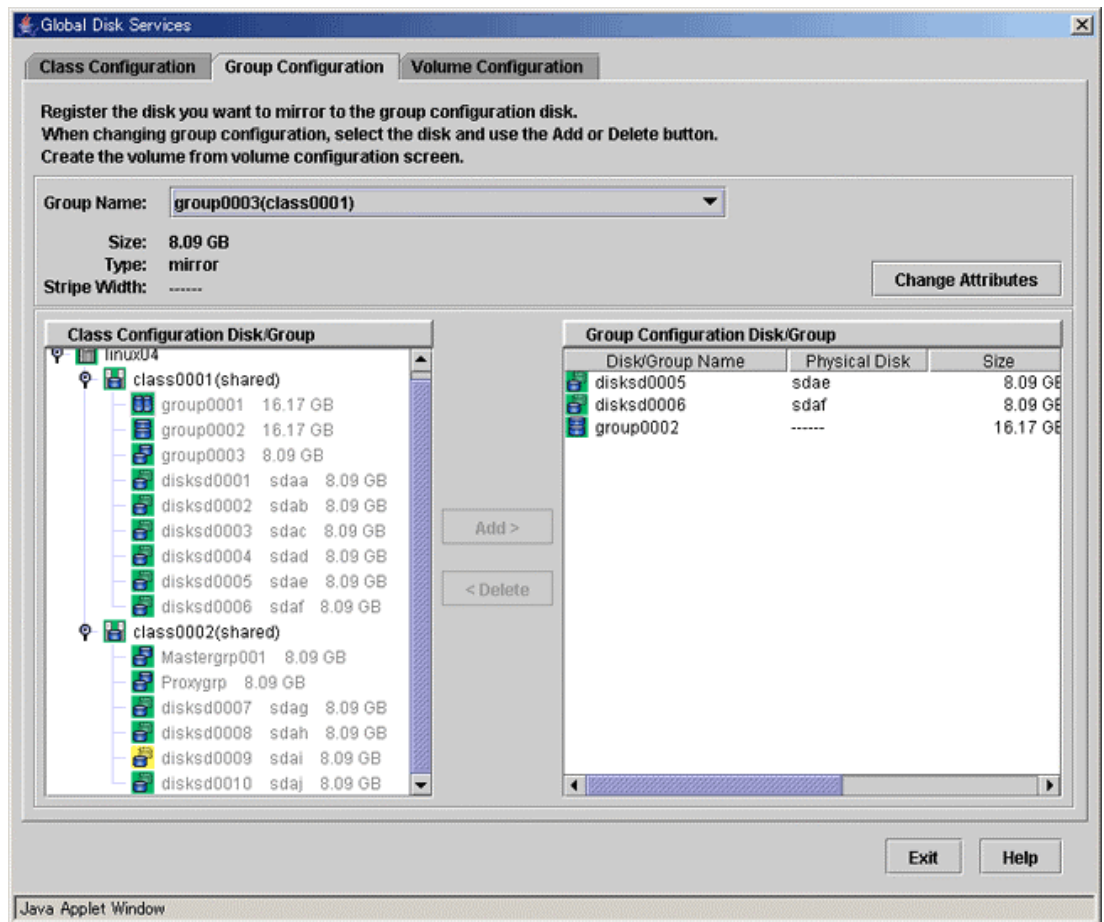 Global Disk Services
Class Configuration Group Configuration Volume Configuration
Register the disk you want to mirror to the group configuration disk.
When changing group configuration, select the disk and use the Add or Delete button.
Create the volume from volume configuration screen.
Group Name: group0003(class0001)
Size: 8.09 GB
Type: mirror
Stripe Width: ------
Change Attributes
Class Configuration Disk/Group
linux04
class0001(shared)
group0001 16.17 GB
group0002 16.17 GB
group0003 8.09 GB
disksd0001 sdaa 8.09 GB
disksd0002 sdab 8.09 GB
disksd0003 sdac 8.09 GB
disksd0004 sdad 8.09 GB
disksd0005 sdae 8.09 GB
disksd0006 sdaf 8.09 GB
class0002(shared)
Mastergrp001 8.09 GB
Proxygrp 8.09 GB
disksd0007 sdag 8.09 GB
disksd0008 sdah 8.09 GB
disksd0009 sdai 8.09 GB
disksd0010 sdaj 8.09 GB
Add >
< Delete
Group Configuration Disk/Group
Disk/Group Name Physical Disk Size
disksd0005 sdae 8.09 GB
disksd0006 sdaf 8.09 GB
group0002 ------ 16.17 GB
Exit Help
Java Applet Window